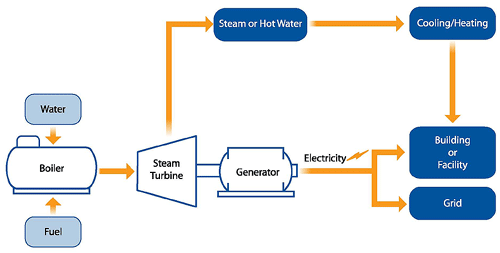 Steam or Hot Water
Cooling/Heating
Water
Boiler
Fuel
Steam
Turbine
Generator
Electricity
Building
or
Facility
Grid